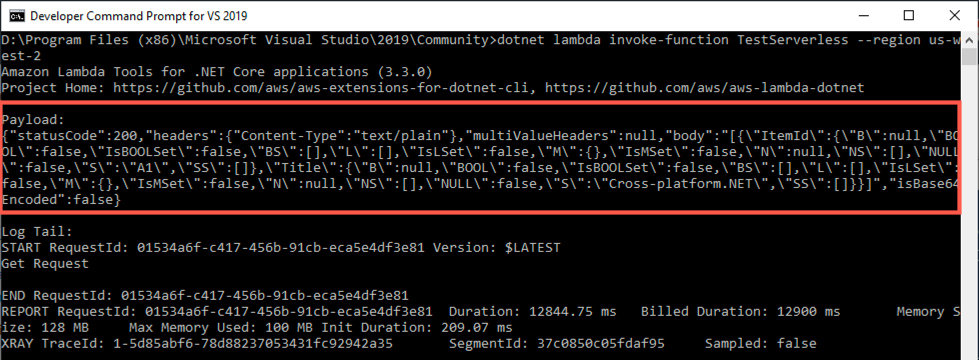 Developer Command Prompt for VS 2019
D:\Program Files (x86)\Microsoft Visual Studio\2019\Community>dotnet lambda invoke-function TestServerless --region us-w
est-2
Amazon Lambda Tools for .NET Core applications (3.3.0)
Project Home: https://github.com/aws/aws-extensions-for-dotnet-cli, https://github.com/aws/aws-lambda-dotnet
Payload:
{"statusCode":200,"headers":{"Content-Type":"text/plain"},"multiValueHeaders":null,"body":"[{\"ItemId\":{\"B\":null,\"BO
OL\":false,\"IsBOOLSet\":false,\"BS\":[],\"L\":[],\"IsLSet\":false,\"M\":{},\"IsMSet\":false,\"N\":null,\"NS\":[],\"NULL
\":false,\"S\":\"A1\",\"SS\":[]},\"Title\":{\"B\":null,\"BOOL\":false,\"IsBOOLSet\":false,\"BS\":[],\"L\":[],\"IsLSet\":
false,\"M\":{},\"IsMSet\":false,\"N\":null,\"NS\":[],\"NULL\":false,\"S\":\"Cross-platform.NET\",\"SS\":[]}}]","isBase64
Encoded":false}
Log Tail:
START RequestId: 01534a6f-c417-456b-91cb-eca5e4df3e81 Version: $LATEST
Get Request
END RequestId: 01534a6f-c417-456b-91cb-eca5e4df3e81
REPORT RequestId: 01534a6f-c417-456b-91cb-eca5e4df3e81  Duration: 12844.75 ms   Billed Duration: 12900 ms       Memory S
ize: 128 MB     Max Memory Used: 100 MB Init Duration: 209.07 ms
XRAY TraceId: 1-5d85abf6-78d88237053431fc92942a35       SegmentId: 37c0850c05fdaf95     Sampled: false